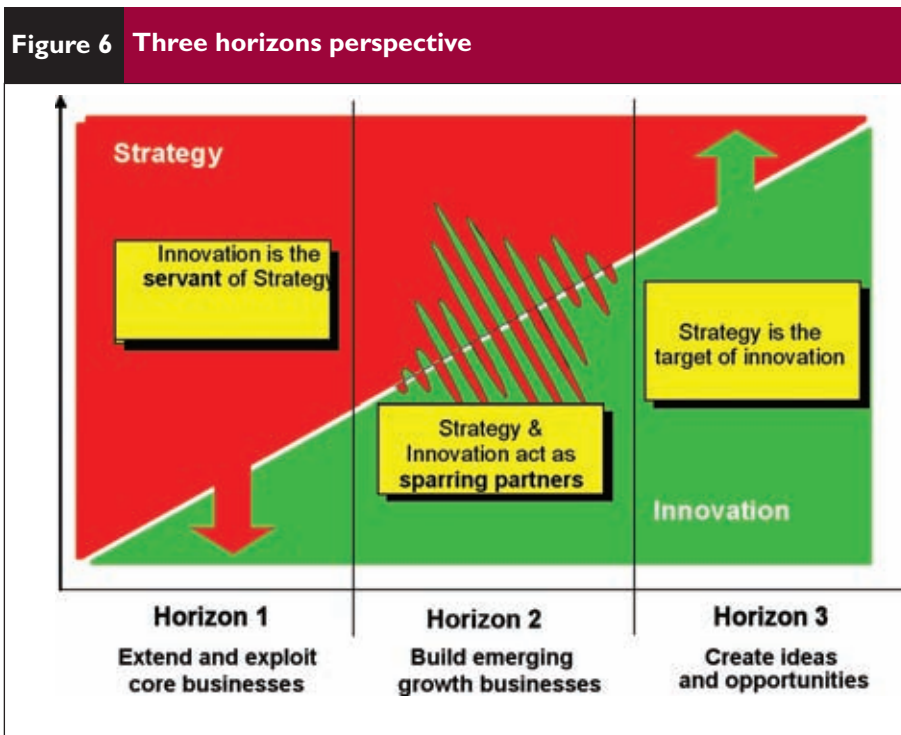 Figure 6 Three horizons perspective
Strategy
Innovation is the
servant of Strategy
Strategy &
Innovation act as
sparring partners
Strategy is the
target of innovation
Innovation
Horizon 1
Extend and exploit
core businesses
Horizon 2
Build emerging
growth businesses
Horizon 3
Create ideas
and opportunities